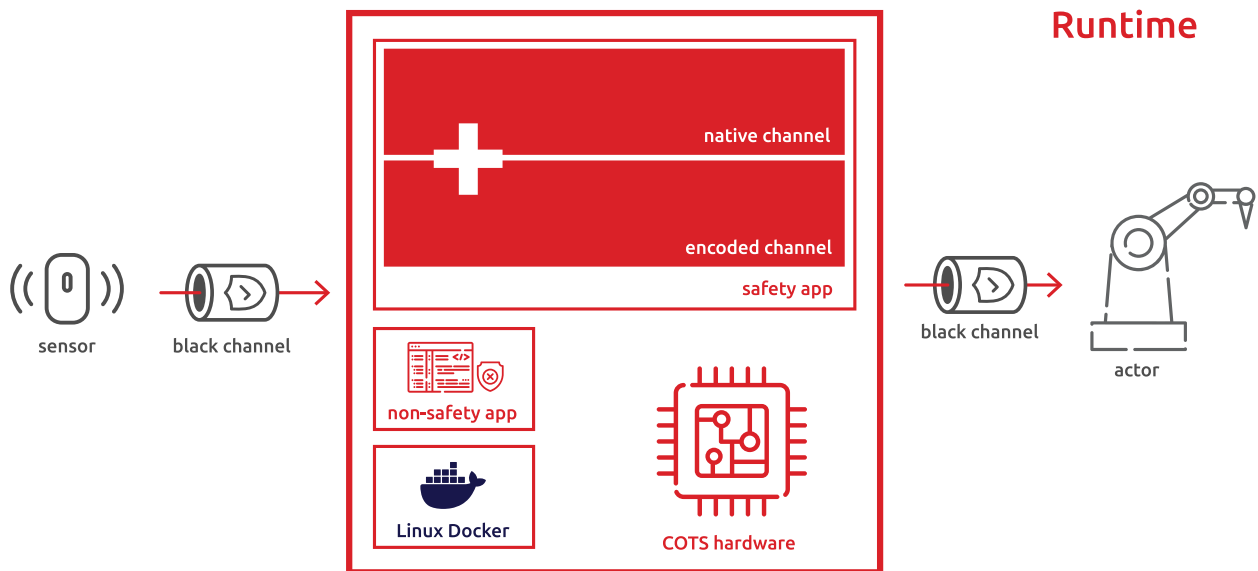 Runtime
native channel
encoded channel
safety app
sensor
black channel
black channel
actor
</>
non-safety app
Linux Docker
COTS hardware